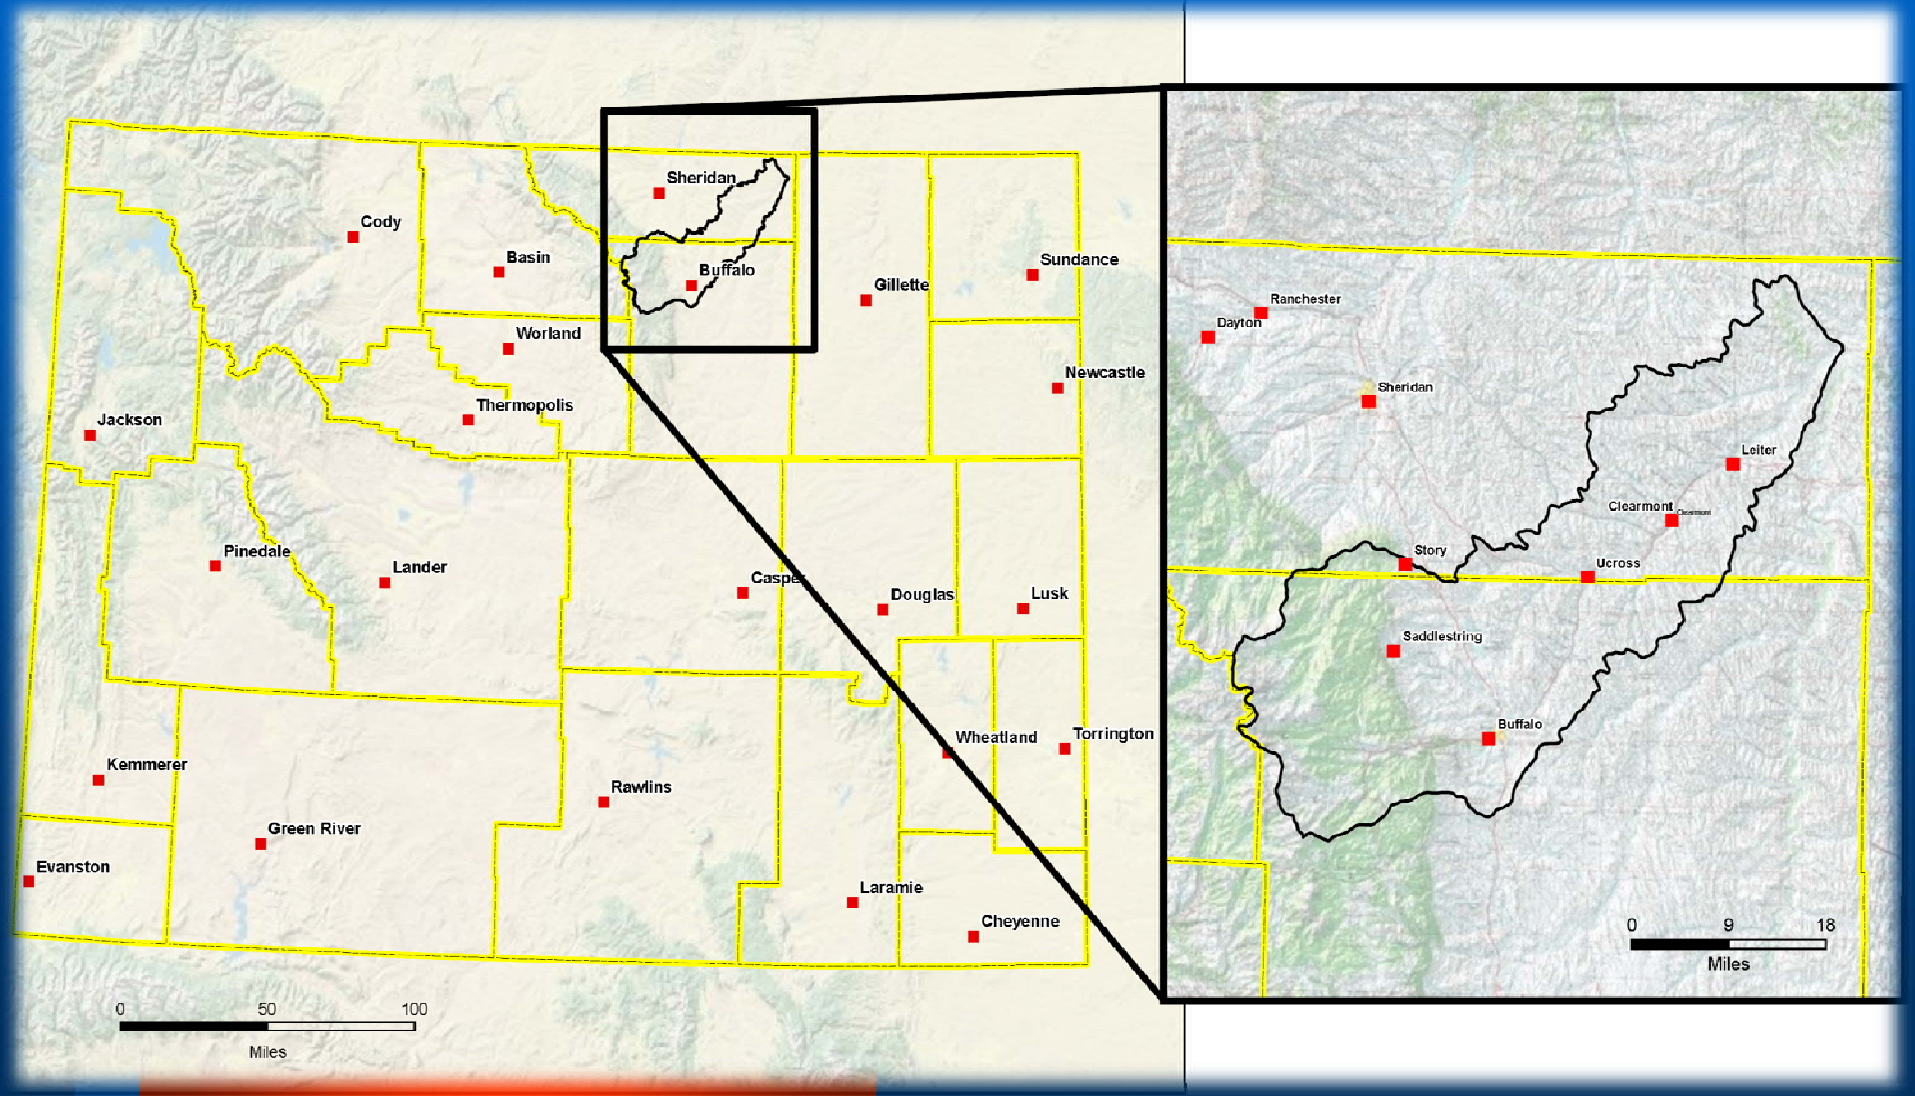 Sheridan
Cody
Basin
Buffalo
Sundance
Gillette
Worland
Newcastle
Thermopolis
Jackson
Pinedale
Lander
Casper
Douglas
Lusk
Wheatland
Torrington
Kemmerer
Rawlins
Green River
Evanston
Laramie
Cheyenne
0 50 100
Miles
Ranchester
Dayton
Sheridan
Leiter
Clearmont
Clearmont
Story
Ucross
Saddlestring
Buffalo
0 9 18
Miles